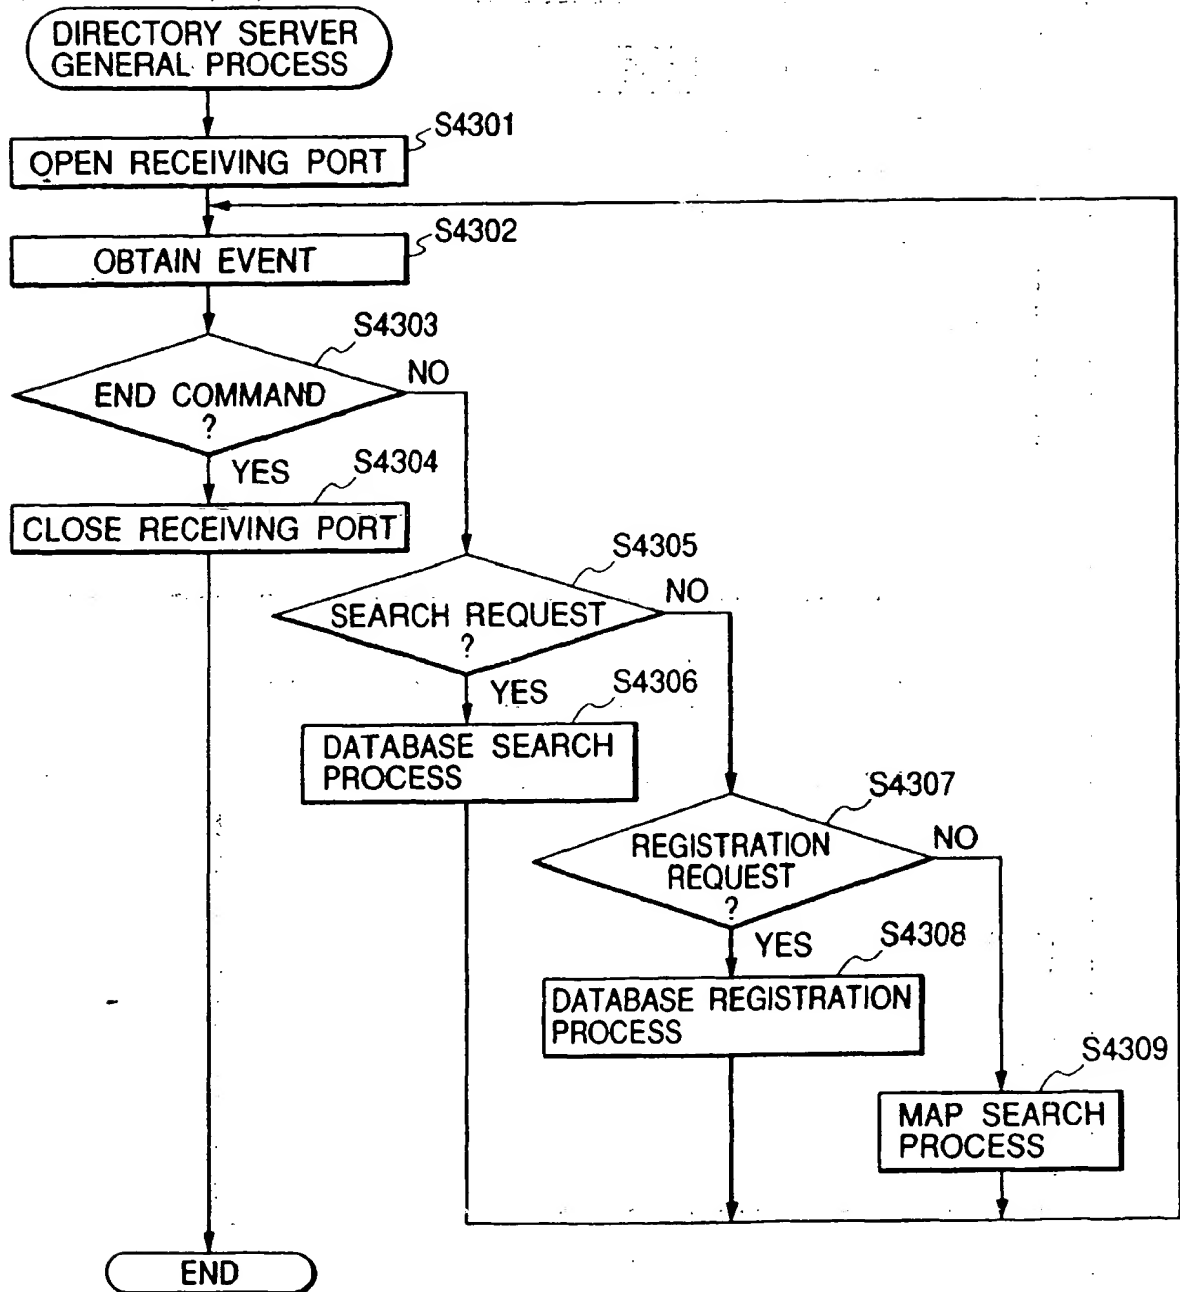 DIRECTORY SERVER
GENERAL PROCESS
S4301
OPEN RECEIVING PORT
S4302
OBTAIN EVENT
S4303
END COMMAND
?
NO
YES
S4304
CLOSE RECEIVING PORT
S4305
SEARCH REQUEST
?
NO
YES
S4306
DATABASE SEARCH
PROCESS
S4307
REGISTRATION
REQUEST
?
NO
YES
S4308
DATABASE REGISTRATION
PROCESS
S4309
MAP SEARCH
PROCESS
END